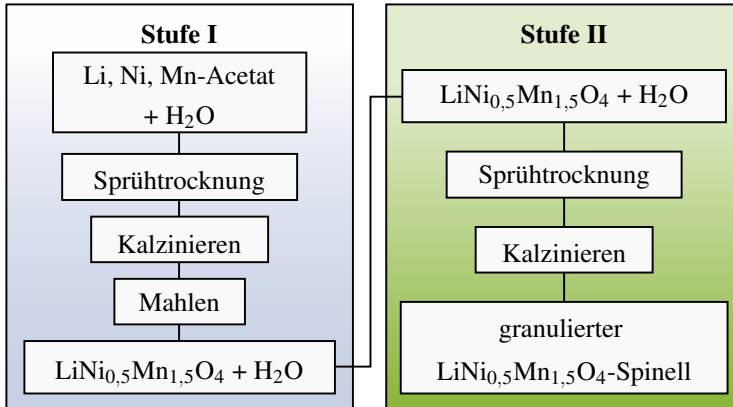 Stufe I
Li, Ni, Mn-Acetat
+ H₂O
Sprühtrocknung
Kalzinieren
Mahlen
LiNi₀,₅Mn₁,₅O₄ + H₂O
Stufe II
LiNi₀,₅Mn₁,₅O₄ + H₂O
Sprühtrocknung
Kalzinieren
granulierter
LiNi₀,₅Mn₁,₅O₄-Spinell